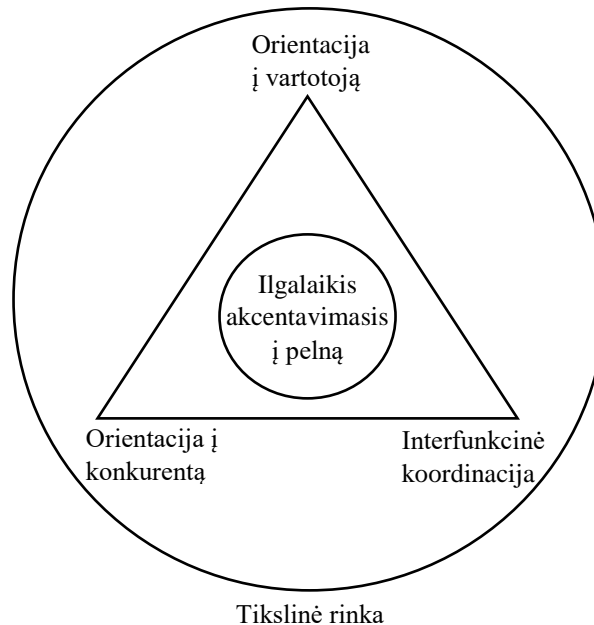 Orientacija
į vartotoją
Ilgalaikis
akcentavimasis
į pelną
Orientacija į
konkurentą
Interfunkcinė
koordinacija
Tikslinė rinka